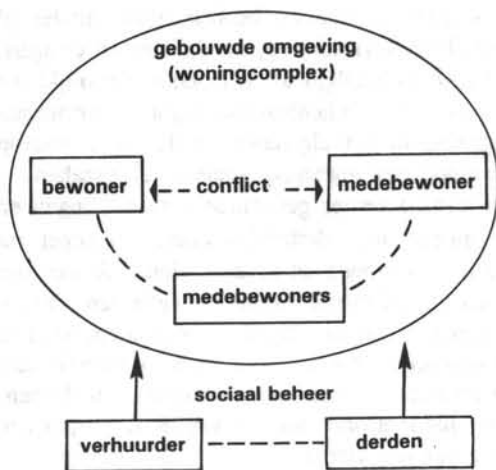 gebouwde omgeving
(woningcomplex)
bewoner
conflict
medebewoner
medebewoners
sociaal beheer
verhuurder
derden